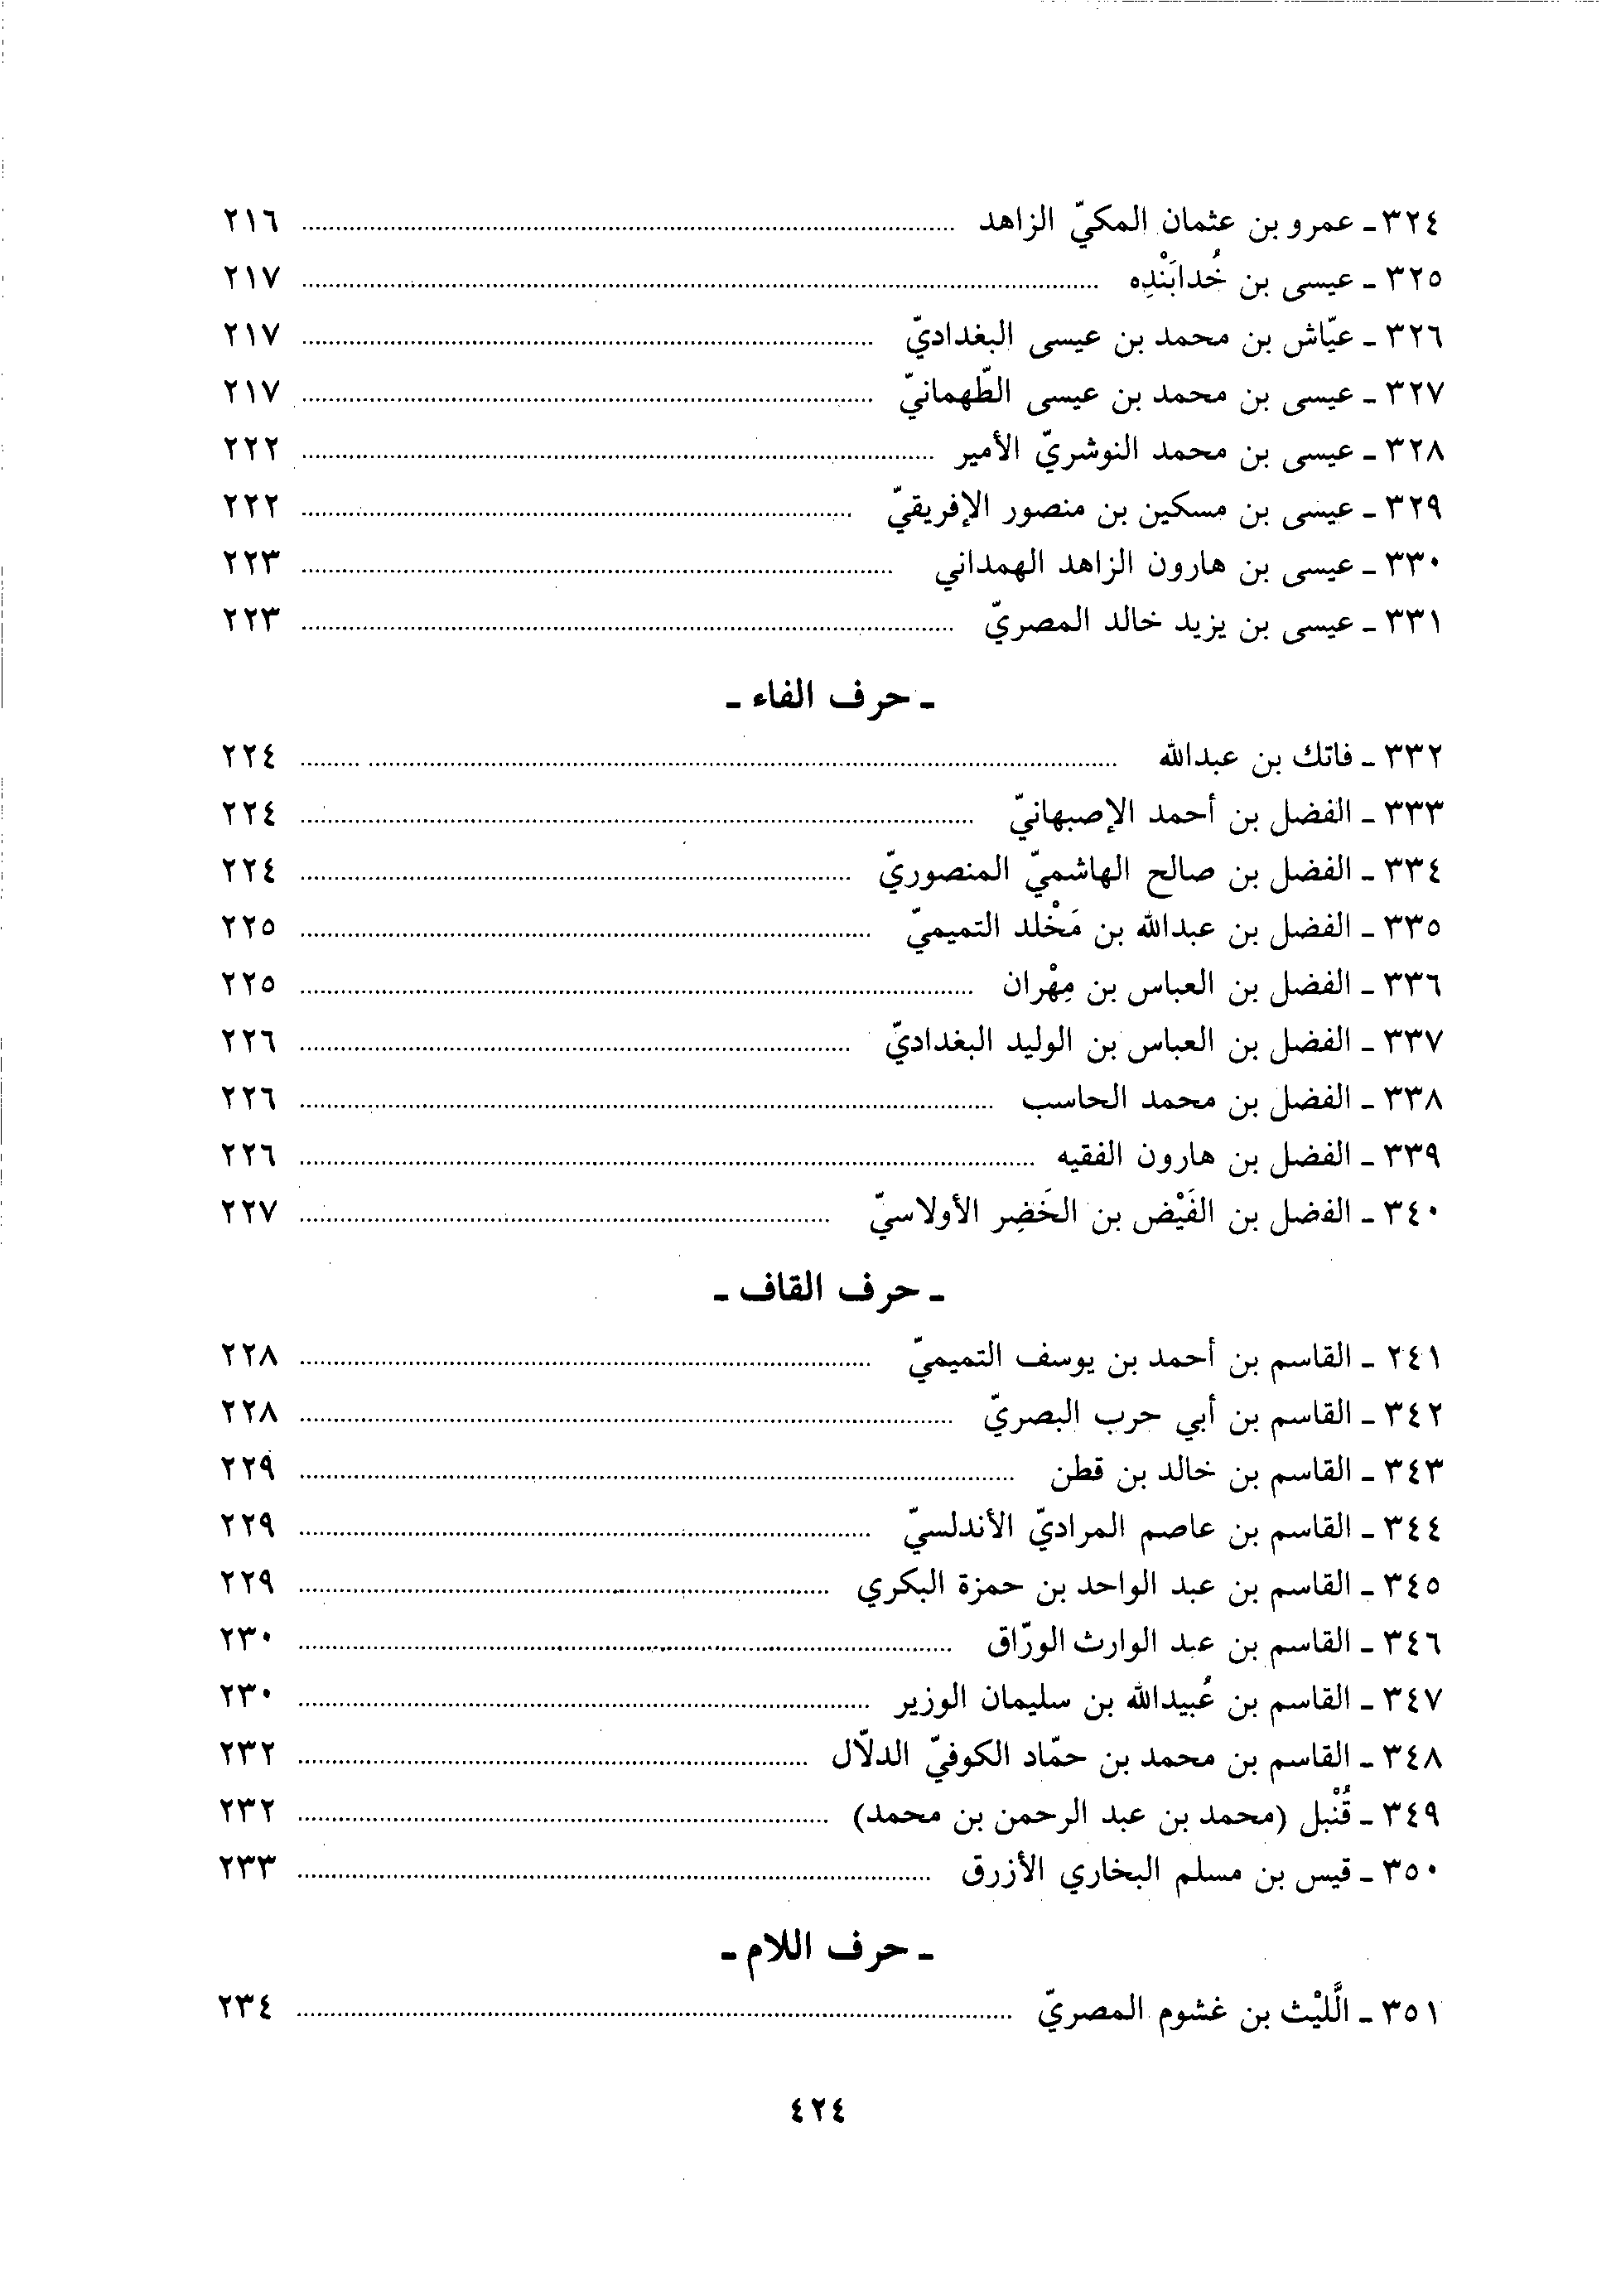 ٣٢٤ ـ عمرو بن عثمان المكيّ الزاهد ........ ٢١٦
٣٢٥ ـ عيسى بن خُدابَنْدِه ........ ٢١٧
٣٢٦ ـ عيّاش بن محمد بن عيسى البغداديّ ........ ٢١٧
٣٢٧ ـ عيسى بن محمد بن عيسى الطّهمانيّ ........ ٢١٧
٣٢٨ ـ عيسى بن محمد النوشريّ الأمير ........ ٢٢٢
٣٢٩ ـ عيسى بن مسكين بن منصور الإفريقيّ ........ ٢٢٢
٣٣٠ ـ عيسى بن هارون الزاهد الهمداني ........ ٢٢٣
٣٣١ ـ عيسى بن يزيد خالد المصريّ ........ ٢٢٣
ـ حرف الفاء ـ
٣٣٢ ـ فاتك بن عبدالله ........ ٢٢٤
٣٣٣ ـ الفضل بن أحمد الإصبهانيّ ........ ٢٢٤
٣٣٤ ـ الفضل بن صالح الهاشميّ المنصوريّ ........ ٢٢٤
٣٣٥ ـ الفضل بن عبدالله بن مَخْلد التميميّ ........ ٢٢٥
٣٣٦ ـ الفضل بن العباس بن مِهْران ........ ٢٢٥
٣٣٧ ـ الفضل بن العباس بن الوليد البغداديّ ........ ٢٢٦
٣٣٨ ـ الفضل بن محمد الحاسب ........ ٢٢٦
٣٣٩ ـ الفضل بن هارون الفقيه ........ ٢٢٦
٣٤٠ ـ الفضل بن الفَيْض بن الخَضِر الأولاسيّ ........ ٢٢٧
ـ حرف القاف ـ
٢٤١ ـ القاسم بن أحمد بن يوسف التميميّ ........ ٢٢٨
٣٤٢ ـ القاسم بن أبي حرب البصريّ ........ ٢٢٨
٣٤٣ ـ القاسم بن خالد بن قطن ........ ٢٢٩
٣٤٤ ـ القاسم بن عاصم المراديّ الأندلسيّ ........ ٢٢٩
٣٤٥ ـ القاسم بن عبد الواحد بن حمزة البكري ........ ٢٢٩
٣٤٦ ـ القاسم بن عبد الوارث الورّاق ........ ٢٣٠
٣٤٧ ـ القاسم بن عُبيدالله بن سليمان الوزير ........ ٢٣٠
٣٤٨ ـ القاسم بن محمد بن حمّاد الكوفيّ الدلّال ........ ٢٣٢
٣٤٩ ـ قُنْبل (محمد بن عبد الرحمن بن محمد) ........ ٢٣٢
٣٥٠ ـ قيس بن مسلم البخاري الأزرق ........ ٢٣٣
ـ حرف اللام ـ
٣٥١ ـ الَّليْث بن غشوم المصريّ ........ ٢٣٤
٤٢٤